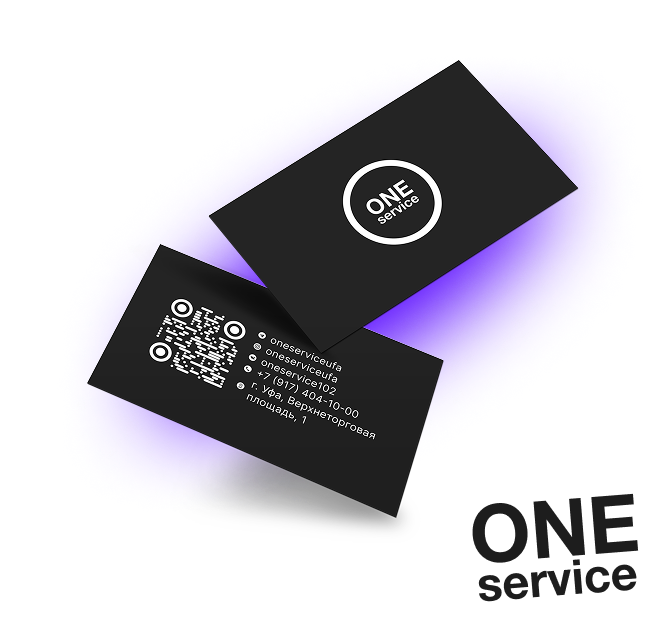 ONE
service
oneserviceufa
oneserviceufa
oneservice102
+7 (917) 404-10-00
г. Уфа, Верхнеторговая
площадь, 1
ONE
service